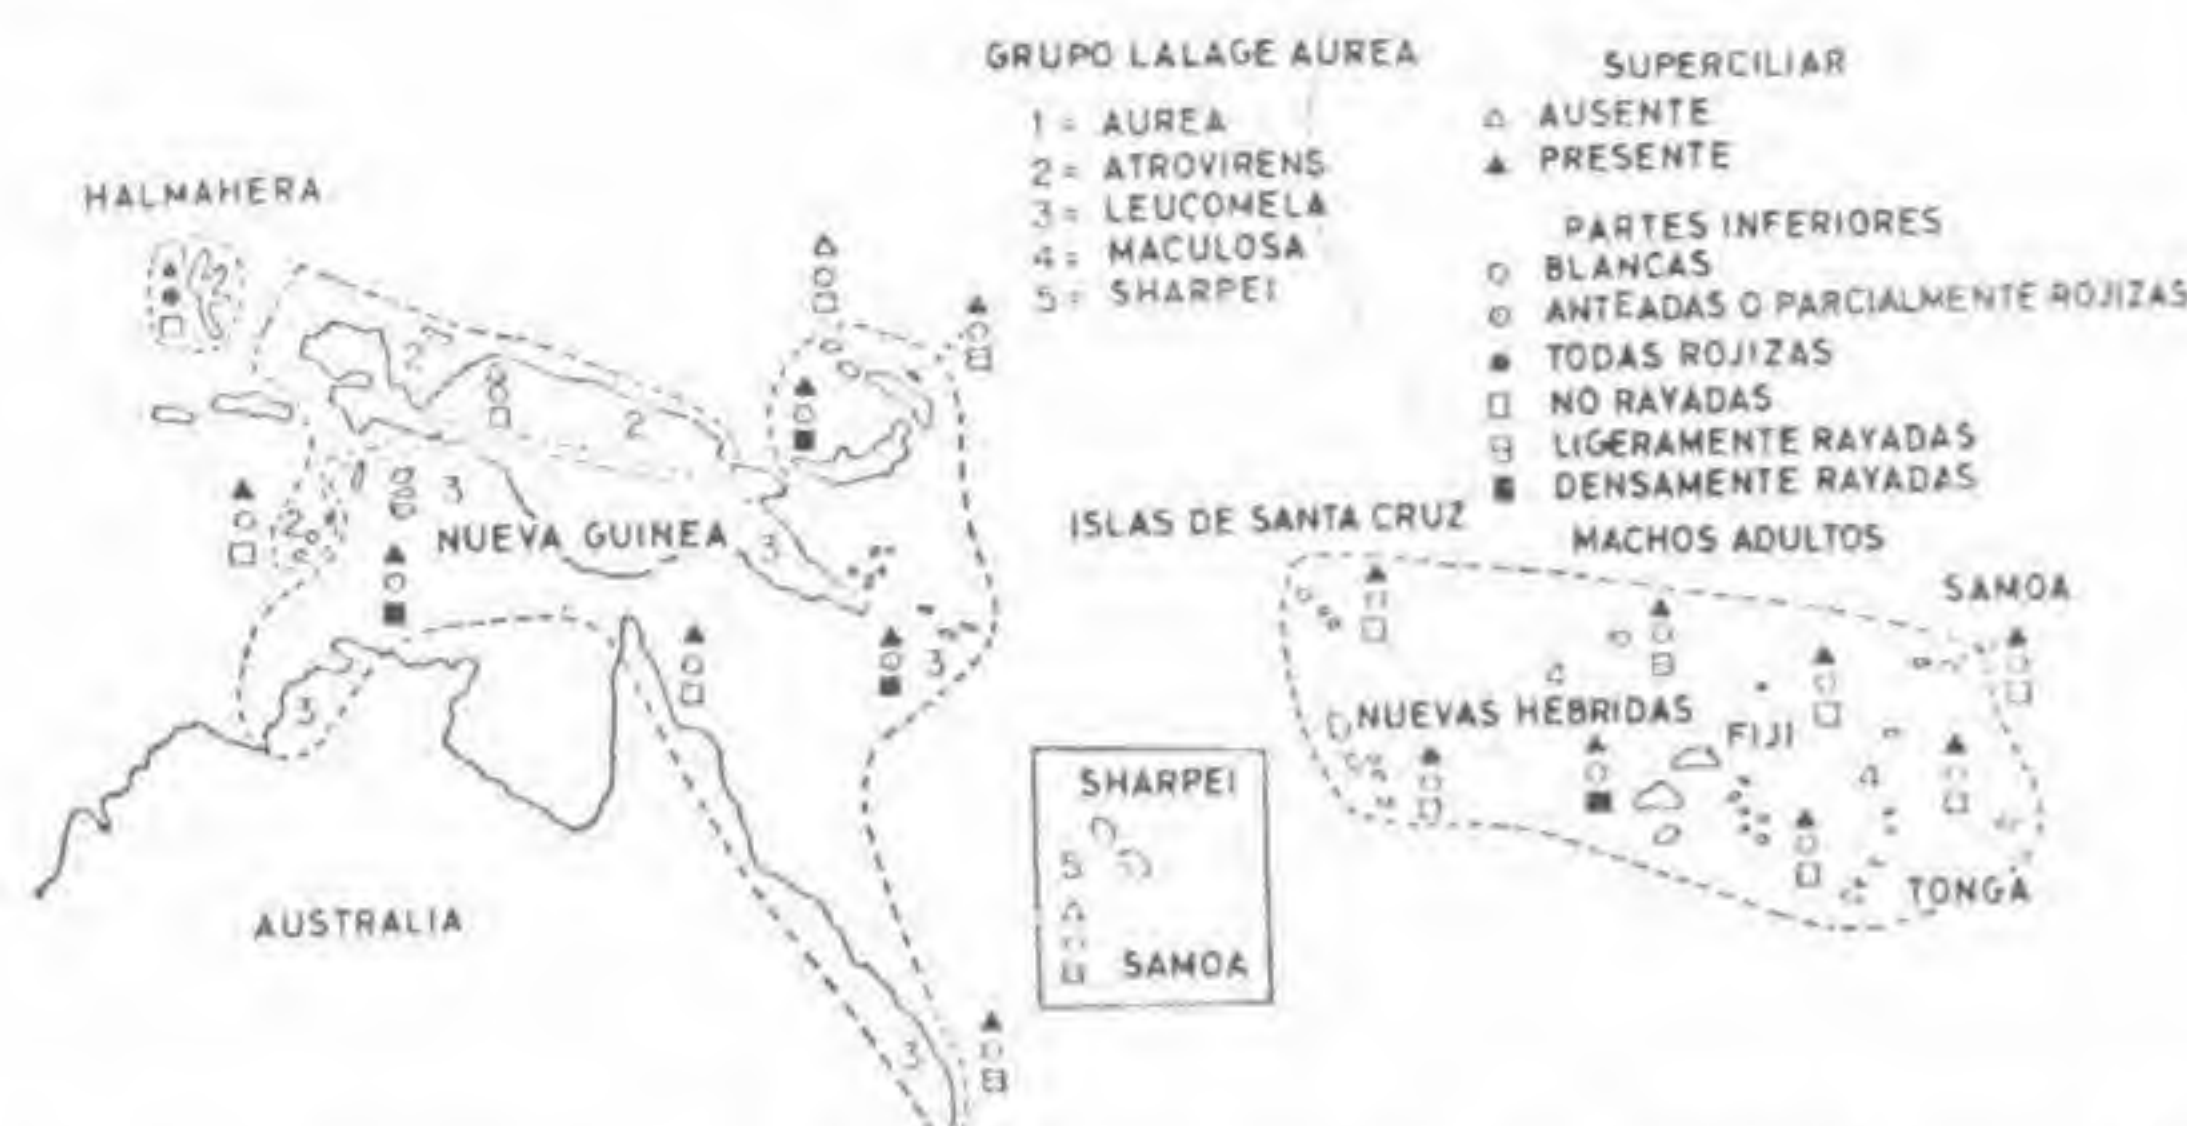 GRUPO LALAGE AUREA
1 = AUREA
2 = ATROVIRENS
3 = LEUCOMELA
4 = MACULOSA
5 = SHARPEI
SUPERCILIAR
AUSENTE
PRESENTE
PARTES INFERIORES
BLANCAS
ANTEADAS O PARCIALMENTE ROJIZAS
TODAS ROJIZAS
NO RAYADAS
LIGERAMENTE RAYADAS
DENSAMENTE RAYADAS
MACHOS ADULTOS
HALMAHERA
2
2
2
3
NUEVA GUINEA
3
3
3
3
AUSTRALIA
ISLAS DE SANTA CRUZ
SAMOA
NUEVAS HEBRIDAS
FIJI
4
TONGA
SHARPEI
5
SAMOA